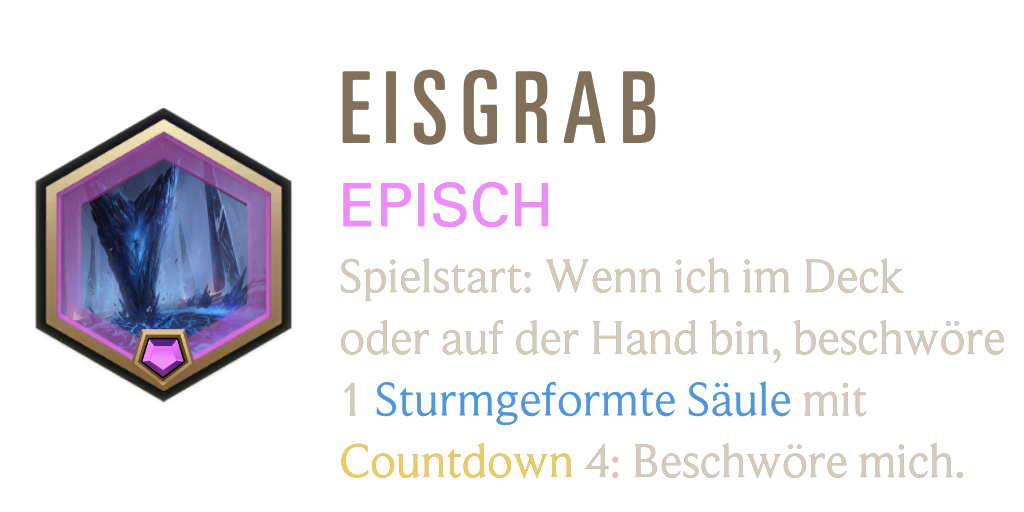 EISGRAB
EPISCH
Spielstart: Wenn ich im Deck
oder auf der Hand bin, beschwöre
1 Sturmgeformte Säule mit
Countdown 4: Beschwöre mich.